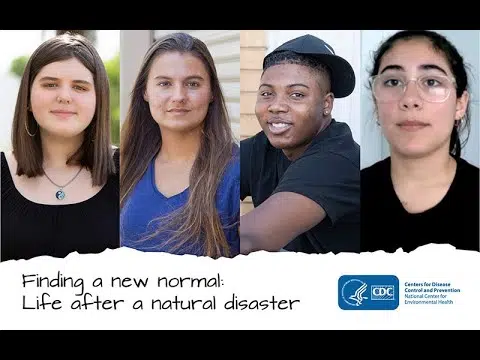 Finding a new normal:
Life after a natural disaster
CDC
Centers for Disease
Control and Prevention
National Center for
Environmental Health